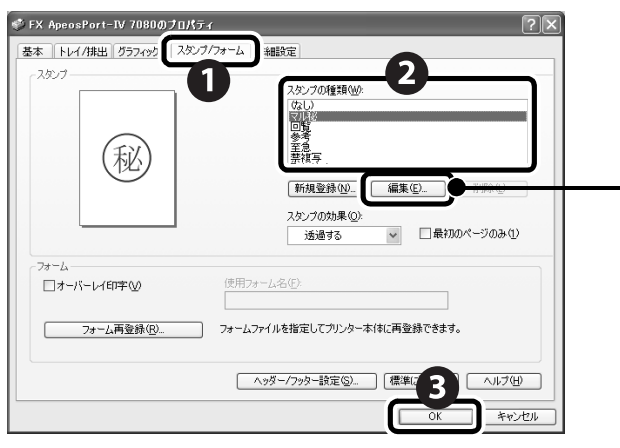 FX ApeosPort-IV 7080のプロパティ
基本 トレイ/排出 グラフィック スタンプ/フォーム 詳細設定
1
スタンプ
秘
2
スタンプの種類(W):
(なし)
マル秘
回覧
参考
至急
禁複写
新規登録(N)... 編集(E)...
スタンプの効果(O):
透過する 最初のページのみ(1)
フォーム
オーバーレイ印字(V) 使用フォーム名(F):
フォーム再登録(R)... フォームファイルを指定してプリンター本体に再登録できます。
ヘッダー/フッター設定(S)... 標準に ヘルプ(H)
3
OK キャンセル